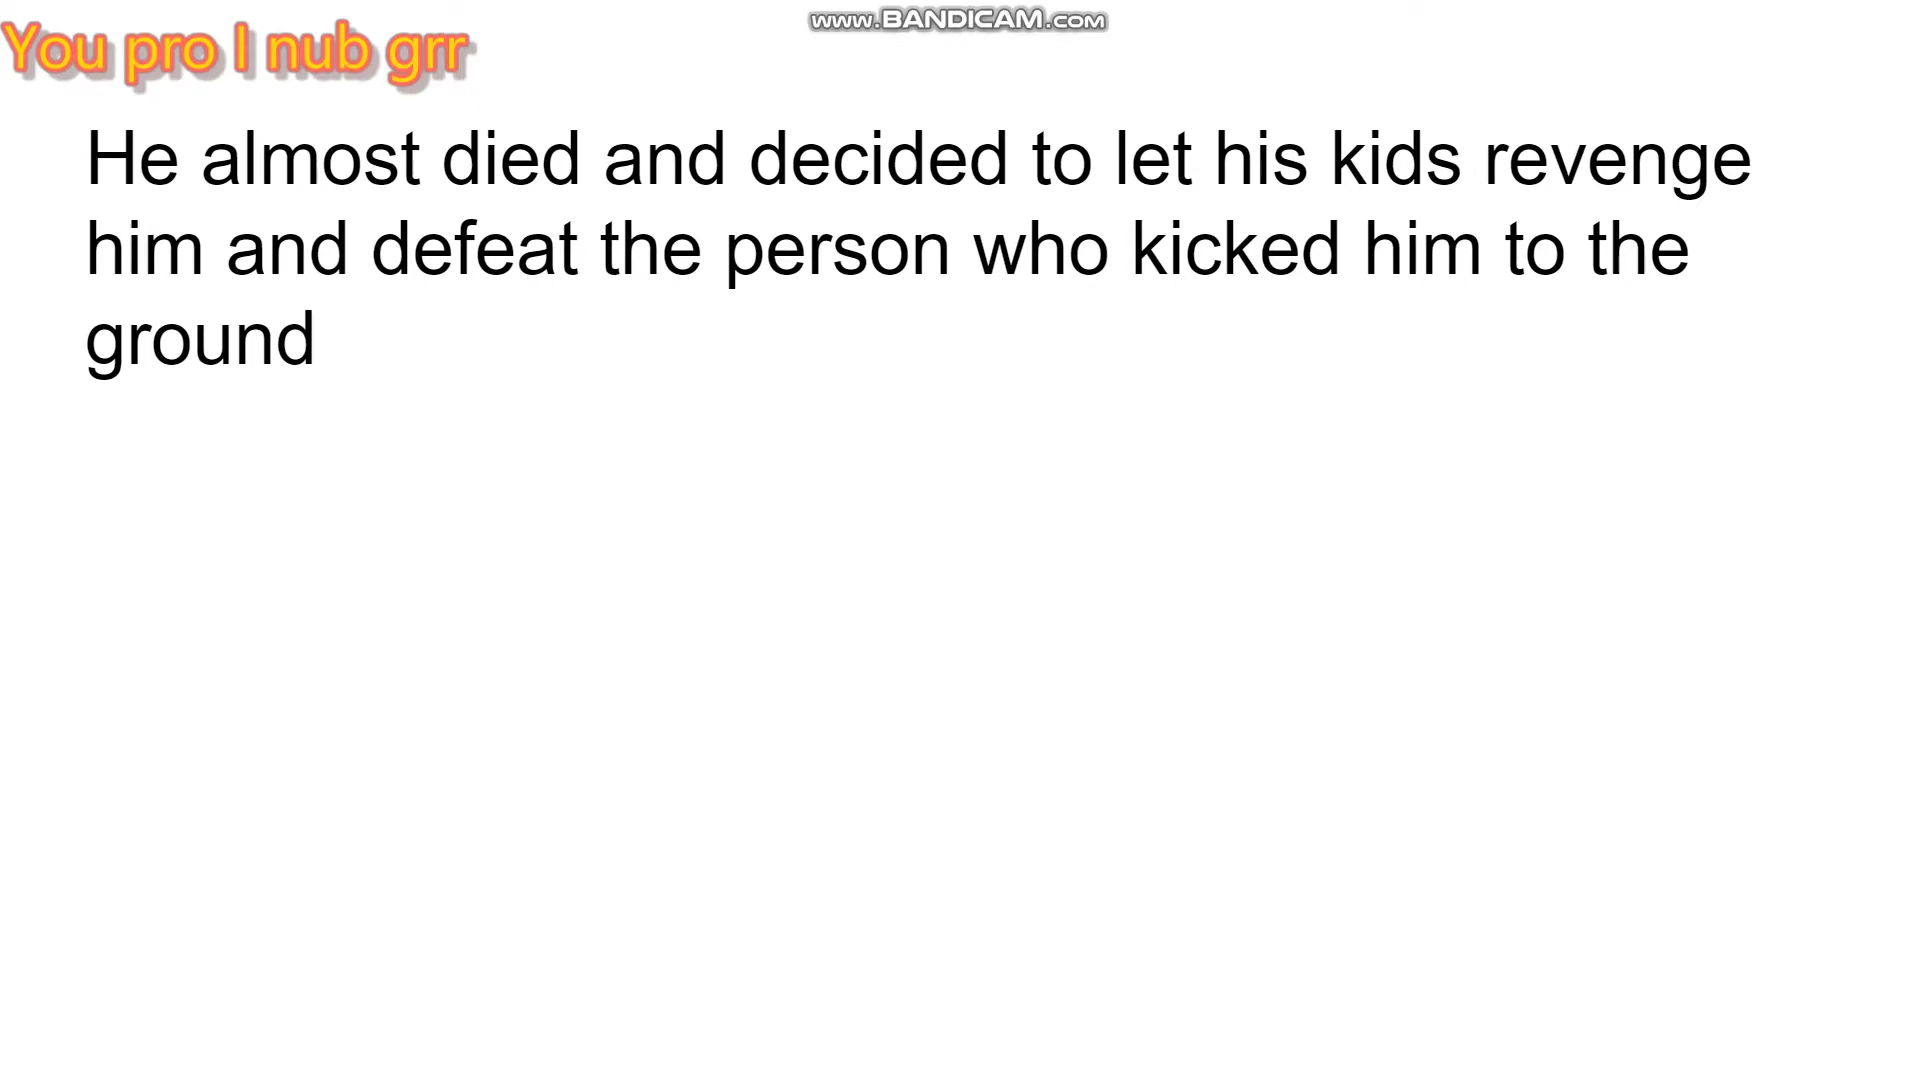 www.BANDICAM.com
You pro I nub grr
He almost died and decided to let his kids revenge
him and defeat the person who kicked him to the
ground